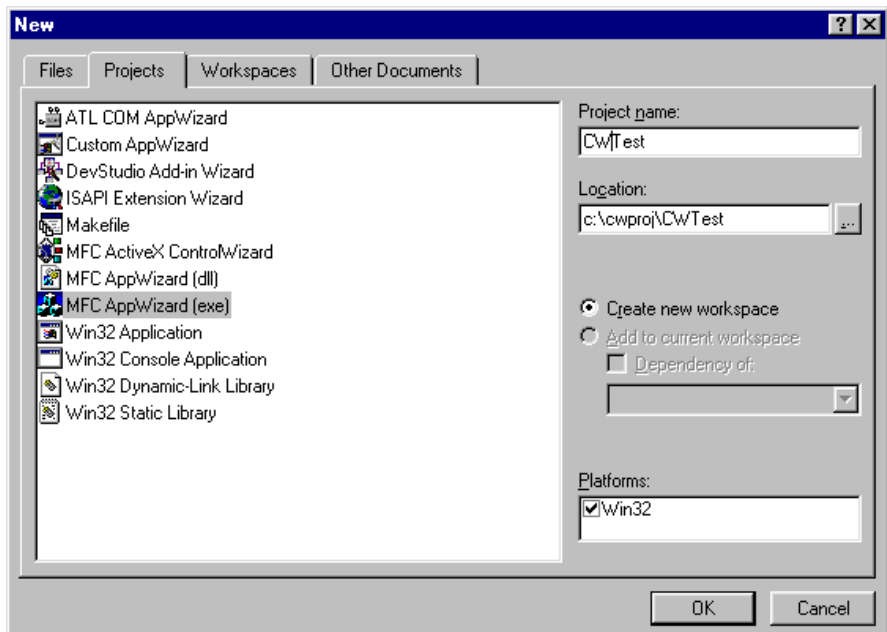 New
Files Projects Workspaces Other Documents
ATL COM AppWizard
Custom AppWizard
DevStudio Add-in Wizard
ISAPI Extension Wizard
Makefile
MFC ActiveX ControlWizard
MFC AppWizard (dll)
MFC AppWizard (exe)
Win32 Application
Win32 Console Application
Win32 Dynamic-Link Library
Win32 Static Library
Project name:
CWTest
Location:
c:\cwproj\CWTest
...
Create new workspace
Add to current workspace
Dependency of:
Platforms:
Win32
OK Cancel